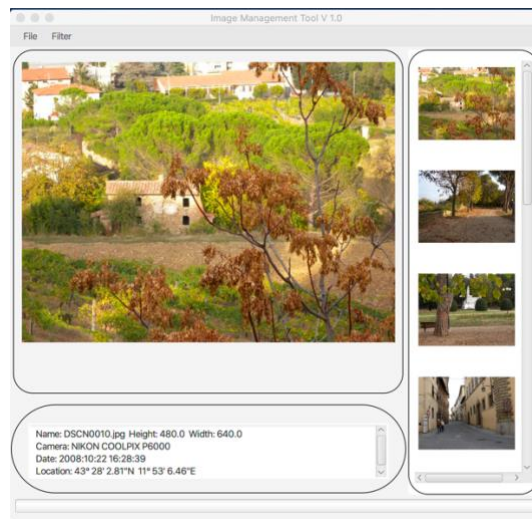 Image Management Tool V 1.0
File Filter
Name: DSCN0010.jpg Height: 480.0 Width: 640.0
Camera: NIKON COOLPIX P6000
Date: 2008:10:22 16:28:39
Location: 43° 28' 2.81"N 11° 53' 6.46"E